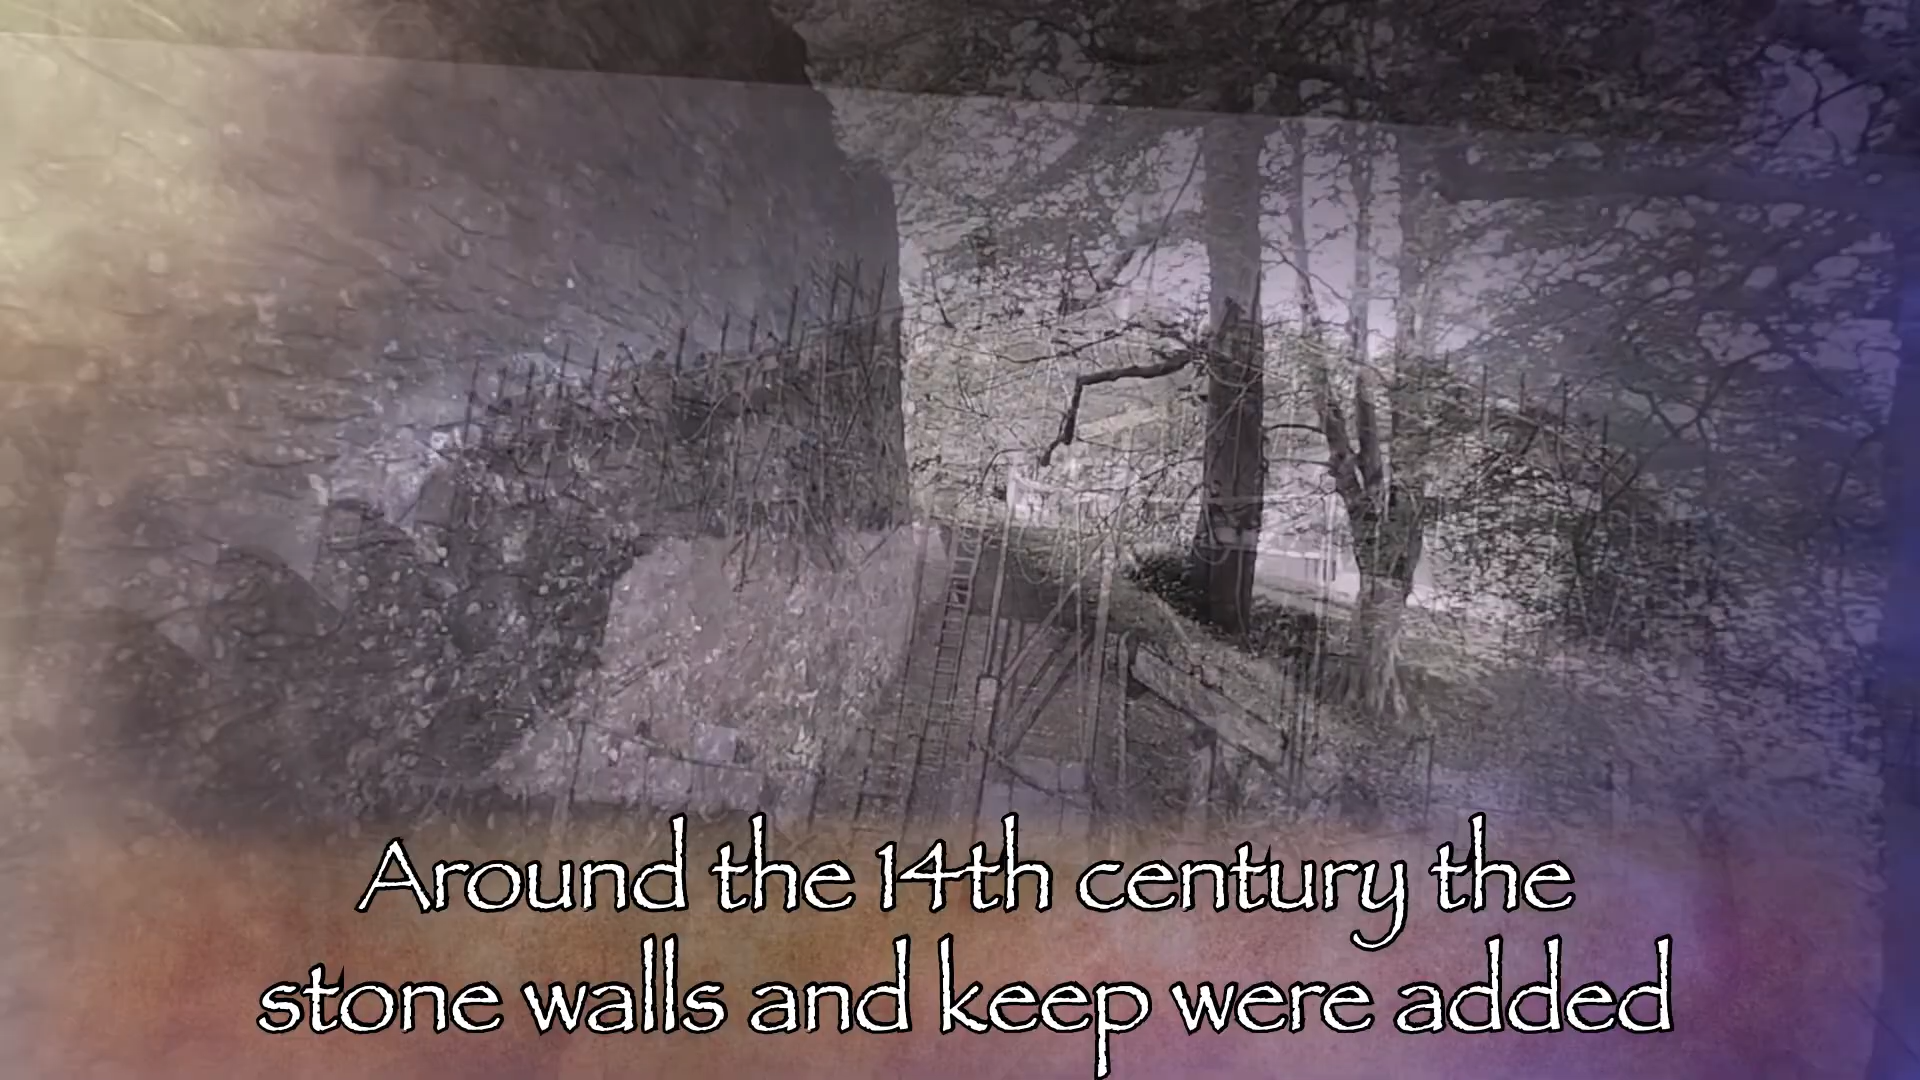 Around the 14th century the
stone walls and keep were added